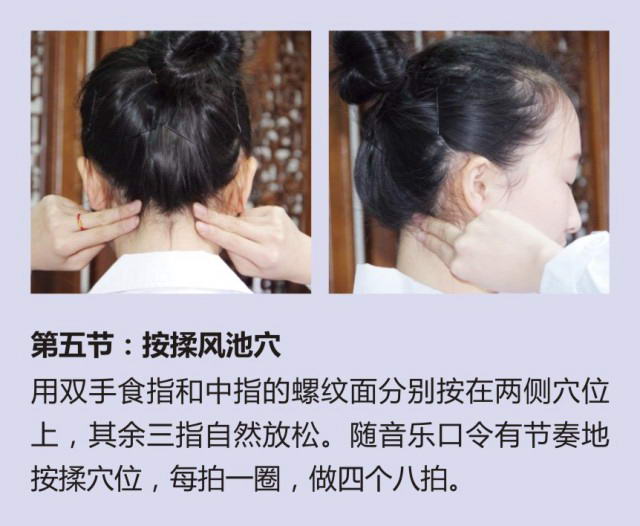 第五节：按揉风池穴
用双手食指和中指的螺纹面分别按在两侧穴位
上，其余三指自然放松。随音乐口令有节奏地
按揉穴位，每拍一圈，做四个八拍。